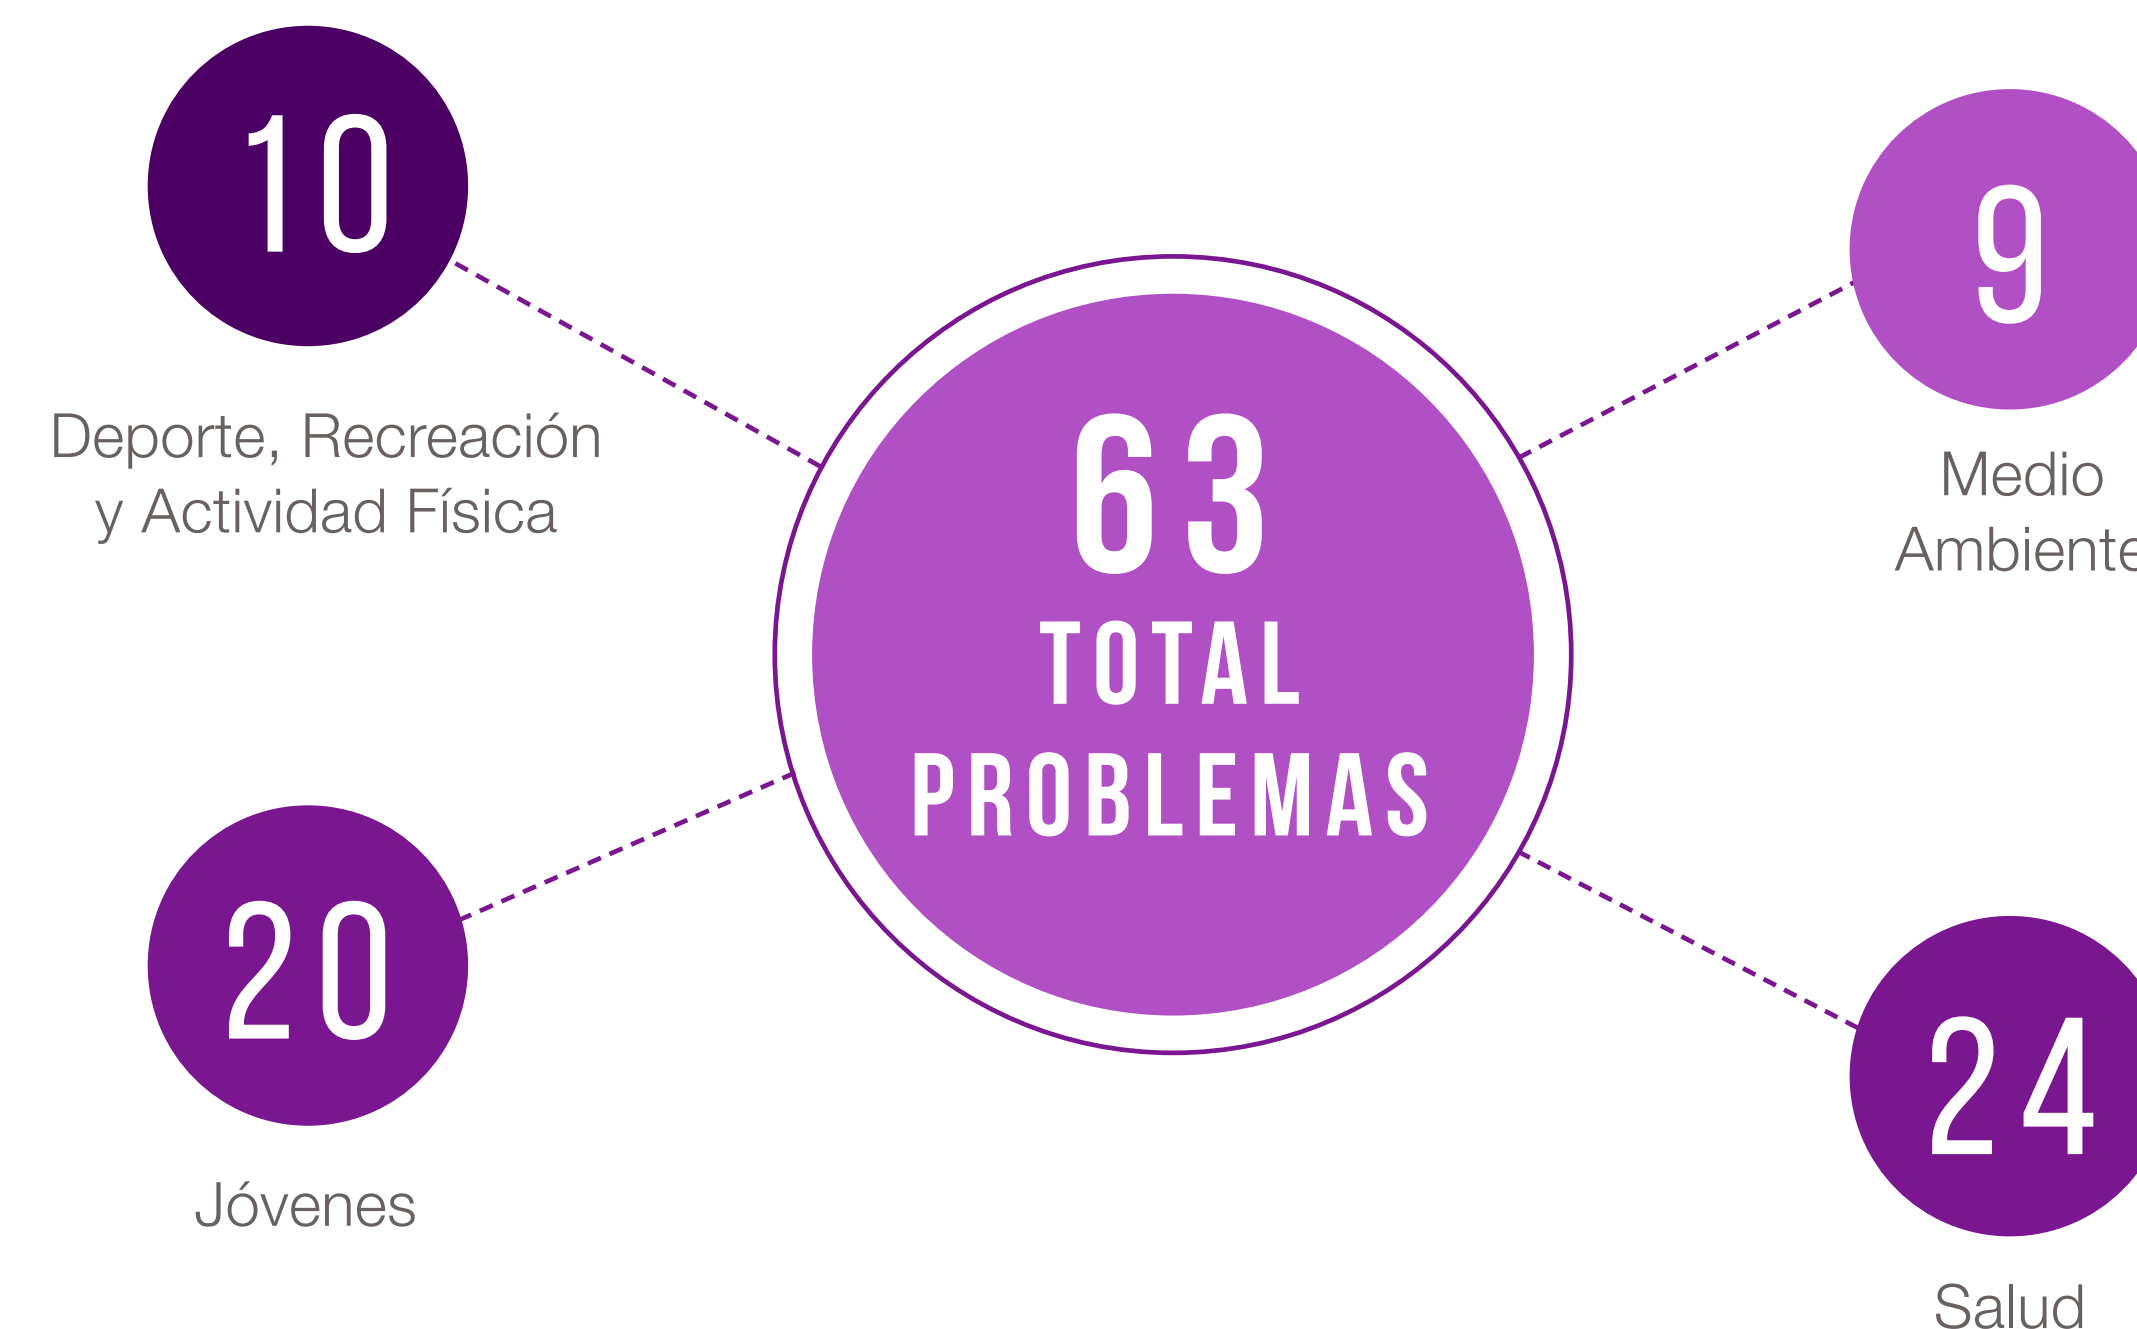 10
Deporte, Recreación
y Actividad Física
9
Medio
Ambiente
63
TOTAL
PROBLEMAS
20
Jóvenes
24
Salud